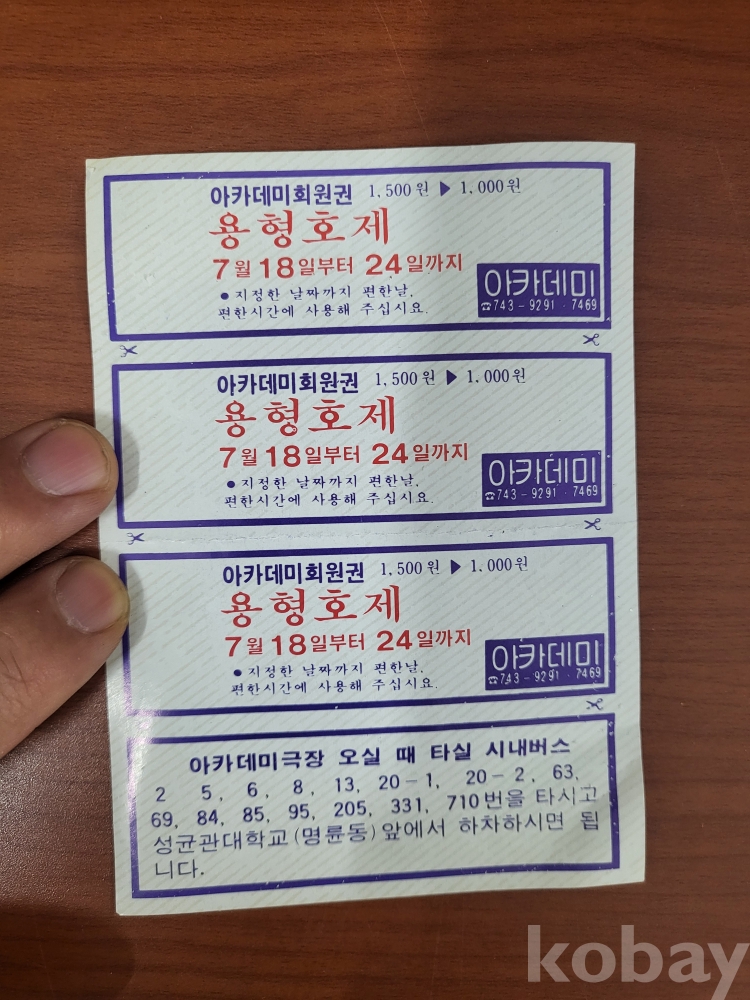 아카데미회원권 1,500원 ▶ 1,000원
용형호제
7월 18일부터 24일까지
● 지정한 날짜까지 편한날,
편한시간에 사용해 주십시요.
아카데미
☎743-9291·7469
아카데미회원권 1,500원 ▶ 1,000원
용형호제
7월 18일부터 24일까지
● 지정한 날짜까지 편한날,
편한시간에 사용해 주십시요.
아카데미
☎743-9291·7469
아카데미회원권 1,500원 ▶ 1,000원
용형호제
7월 18일부터 24일까지
● 지정한 날짜까지 편한날,
편한시간에 사용해 주십시요.
아카데미
☎743-9291·7469
아카데미극장 오실 때 타실 시내버스
2 5, 6, 8, 13, 20-1, 20-2, 63,
69, 84, 85, 95, 205, 331, 710번을 타시고
성균관대학교(명륜동)앞에서 하차하시면 됩
니다.
kobay